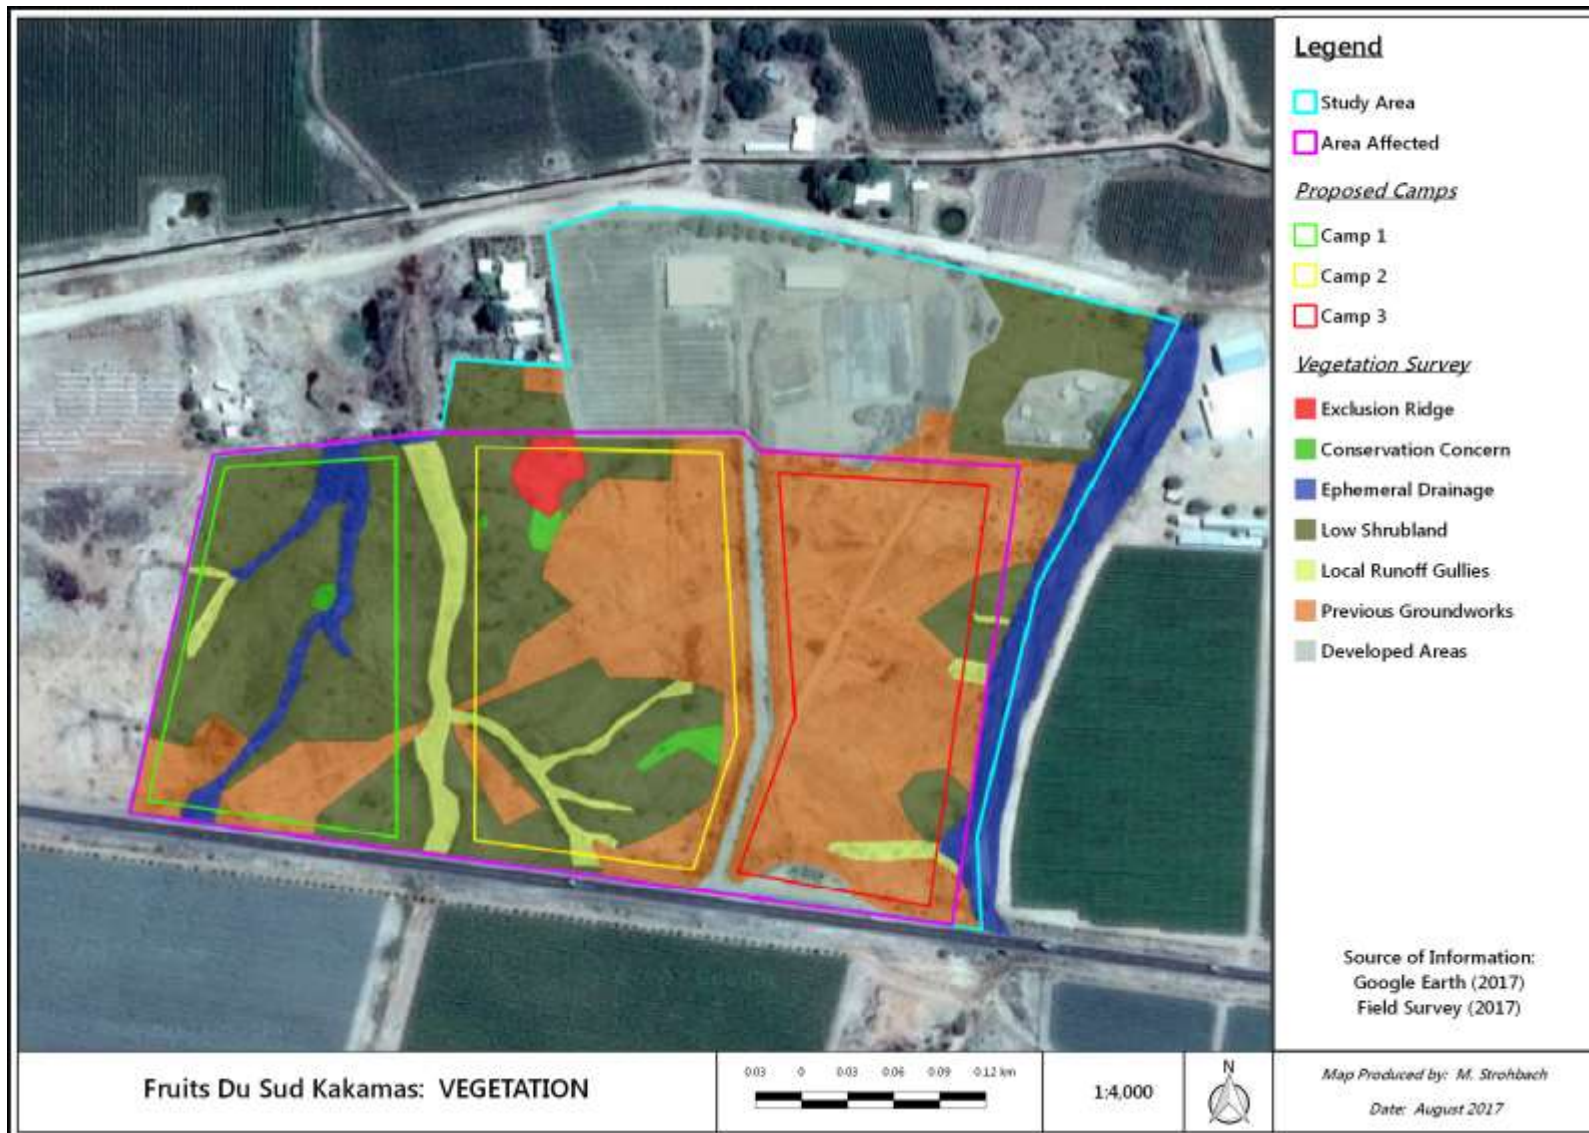 Legend
Study Area
Area Affected
Proposed Camps
Camp 1
Camp 2
Camp 3
Vegetation Survey
Exclusion Ridge
Conservation Concern
Ephemeral Drainage
Low Shrubland
Local Runoff Gullies
Previous Groundworks
Developed Areas
Source of Information:
Google Earth (2017)
Field Survey (2017)
Fruits Du Sud Kakamas: VEGETATION
0.03 0 0.03 0.06 0.09 0.12 km
1:4,000
N
Map Produced by: M. Strohbach
Date: August 2017